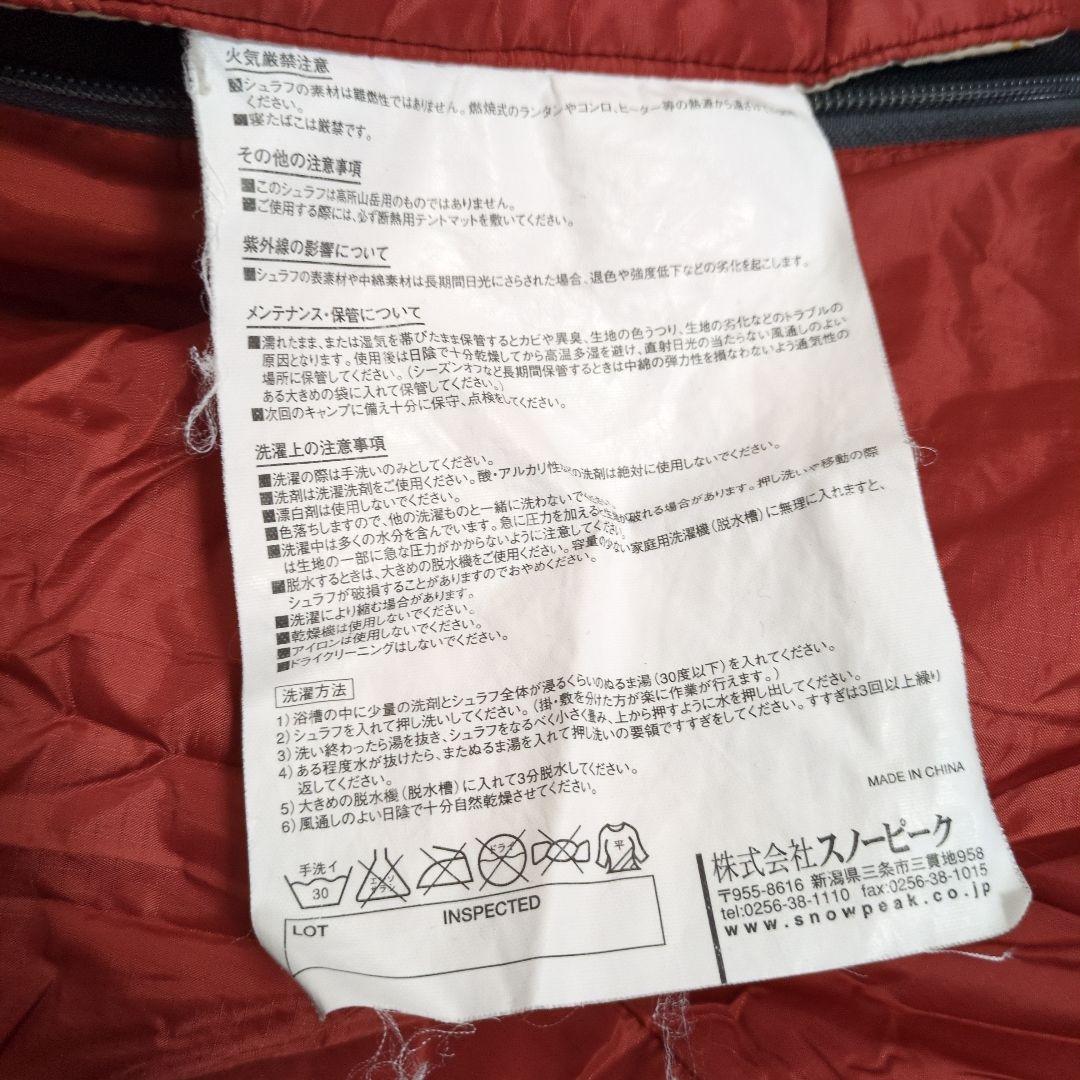 火気厳禁注意
■シュラフの素材は難燃性ではありません。燃焼式のランタンやコンロ、ヒーター等の熱源から遠ざけて
ください。
■寝たばこは厳禁です。
その他の注意事項
■このシュラフは高所山岳用のものではありません。
■ご使用する際には、必ず断熱用テントマットを敷いてください。
紫外線の影響について
■シュラフの表素材や中綿素材は長期間日光にさらされた場合、退色や強度低下などの劣化を起こします。
メンテナンス・保管について
■濡れたまま、または湿気を帯びたまま保管するとカビや異臭、生地の色うつり、生地の劣化などのトラブルの
原因となります。使用後は日陰で十分乾燥してから高温多湿を避け、直射日光の当たらない風通しのよい
場所に保管してください。(シーズンオフなど長期間保管するときは中綿の弾力性を損なわないよう通気性の
ある大きめの袋に入れて保管してください。)
■次回のキャンプに備え十分に保守、点検をしてください。
洗濯上の注意事項
■洗濯の際は手洗いのみとしてください。
■洗剤は洗濯洗剤をご使用ください。酸・アルカリ性の洗剤は絶対に使用しないでください。
■漂白剤は使用しないでください。
■色落ちしますので、他の洗濯ものと一緒に洗わないで
■洗濯中は多くの水分を含んでいます。急に圧力を加えると生地が破れる場合があります。押し洗いや移動の際
は生地の一部に急な圧力がかからないように注意してください。
■脱水するときは、大きめの脱水機をご使用ください。容量の少ない家庭用洗濯機(脱水槽)に無理に入れますと、
シュラフが破損することがありますのでおやめください。
■洗濯により縮む場合があります。
■乾燥機は使用しないでください。
■アイロンは使用しないでください。
■ドライクリーニングはしないでください。
洗濯方法
1)浴槽の中に少量の洗剤とシュラフ全体が浸るくらいのぬるま湯(30度以下)を入れてください。
2)シュラフを入れて押し洗いしてください。(掛・敷を分けた方が楽に作業が行えます。)
3)洗い終わったら湯を抜き、シュラフをなるべく小さく畳み、上から押すように水を押し出してください。
4)ある程度水が抜けたら、またぬるま湯を入れて押し洗いの要領ですすぎをしてください。すすぎは3回以上繰り
返してください。
5)大きめの脱水機(脱水槽)に入れて3分脱水してください。
6)風通しのよい日陰で十分自然乾燥させてください。
MADE IN CHINA
手洗イ
30
エンソ
サラシ
ドライ
平
LOT
INSPECTED
株式会社スノーピーク
〒955-8616 新潟県三条市三貫地958
tel:0256-38-1110 fax:0256-38-1015
www.snowpeak.co.jp